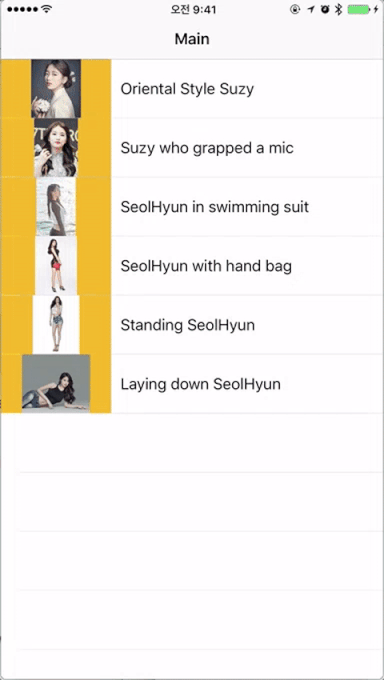 오전 9:41
Main
Oriental Style Suzy
Suzy who grapped a mic
SeolHyun in swimming suit
SeolHyun with hand bag
Standing SeolHyun
Laying down SeolHyun